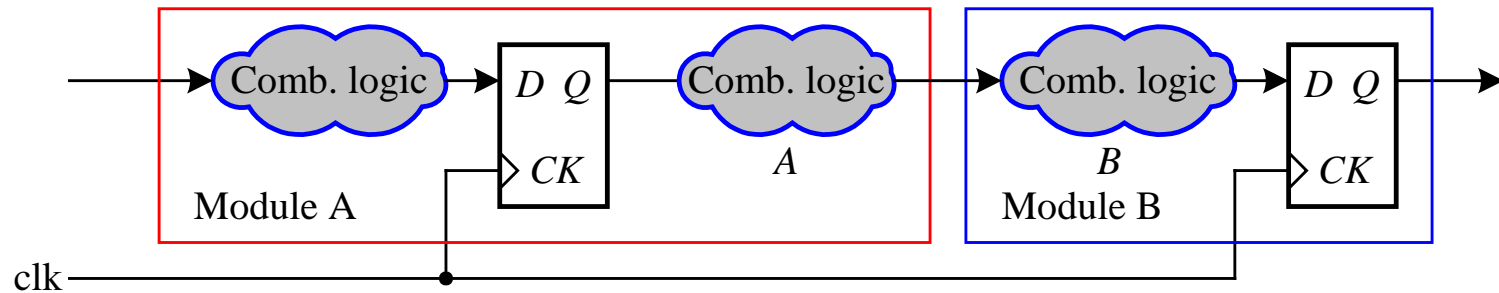 Comb. logic
D Q
CK
Comb. logic
A
Module A
Comb. logic
B
D Q
CK
Module B
clk